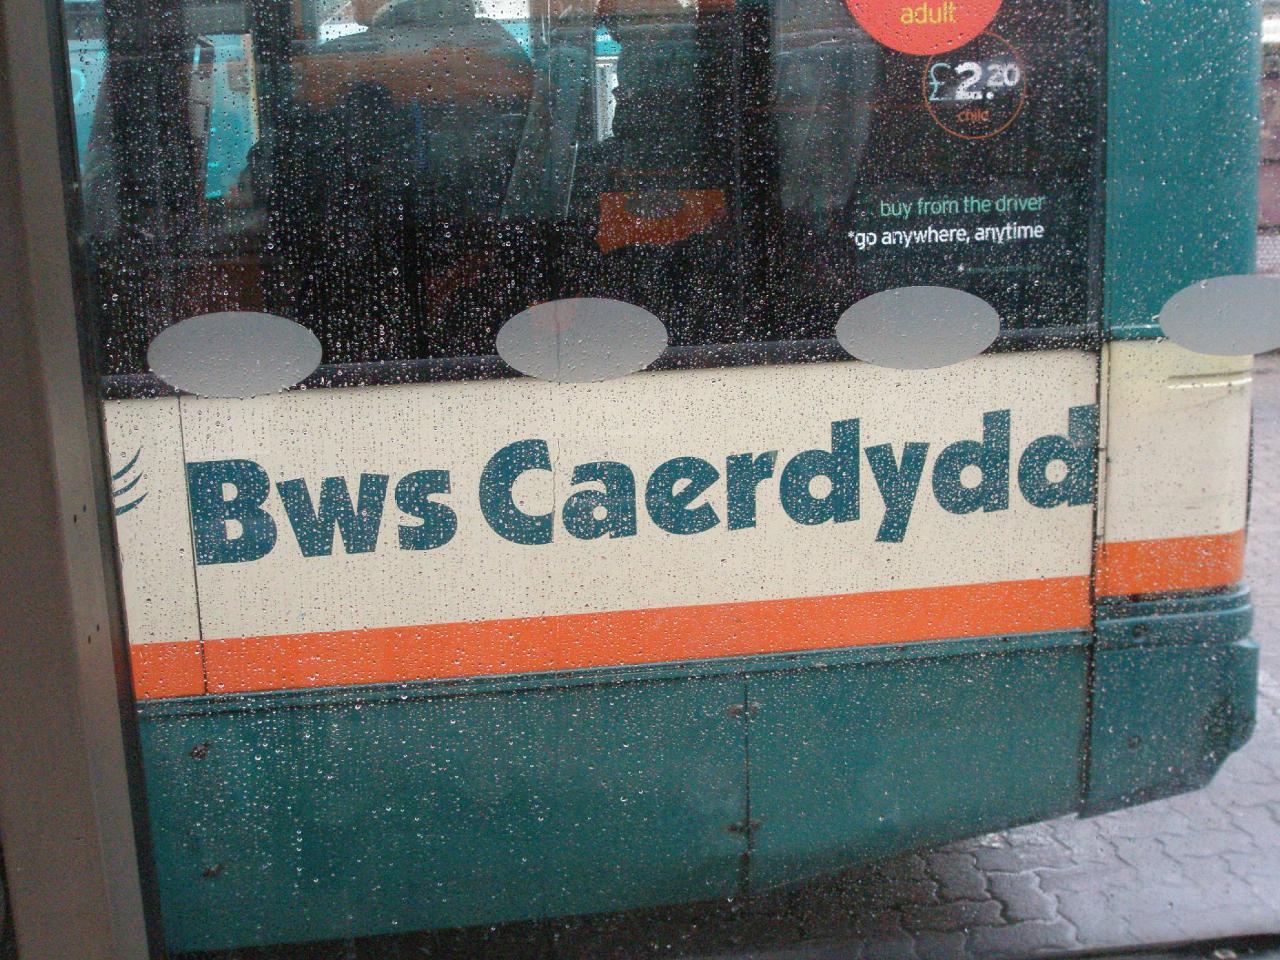 adult
£2.20
child
buy from the driver
*go anywhere, anytime
Bws Caerdydd